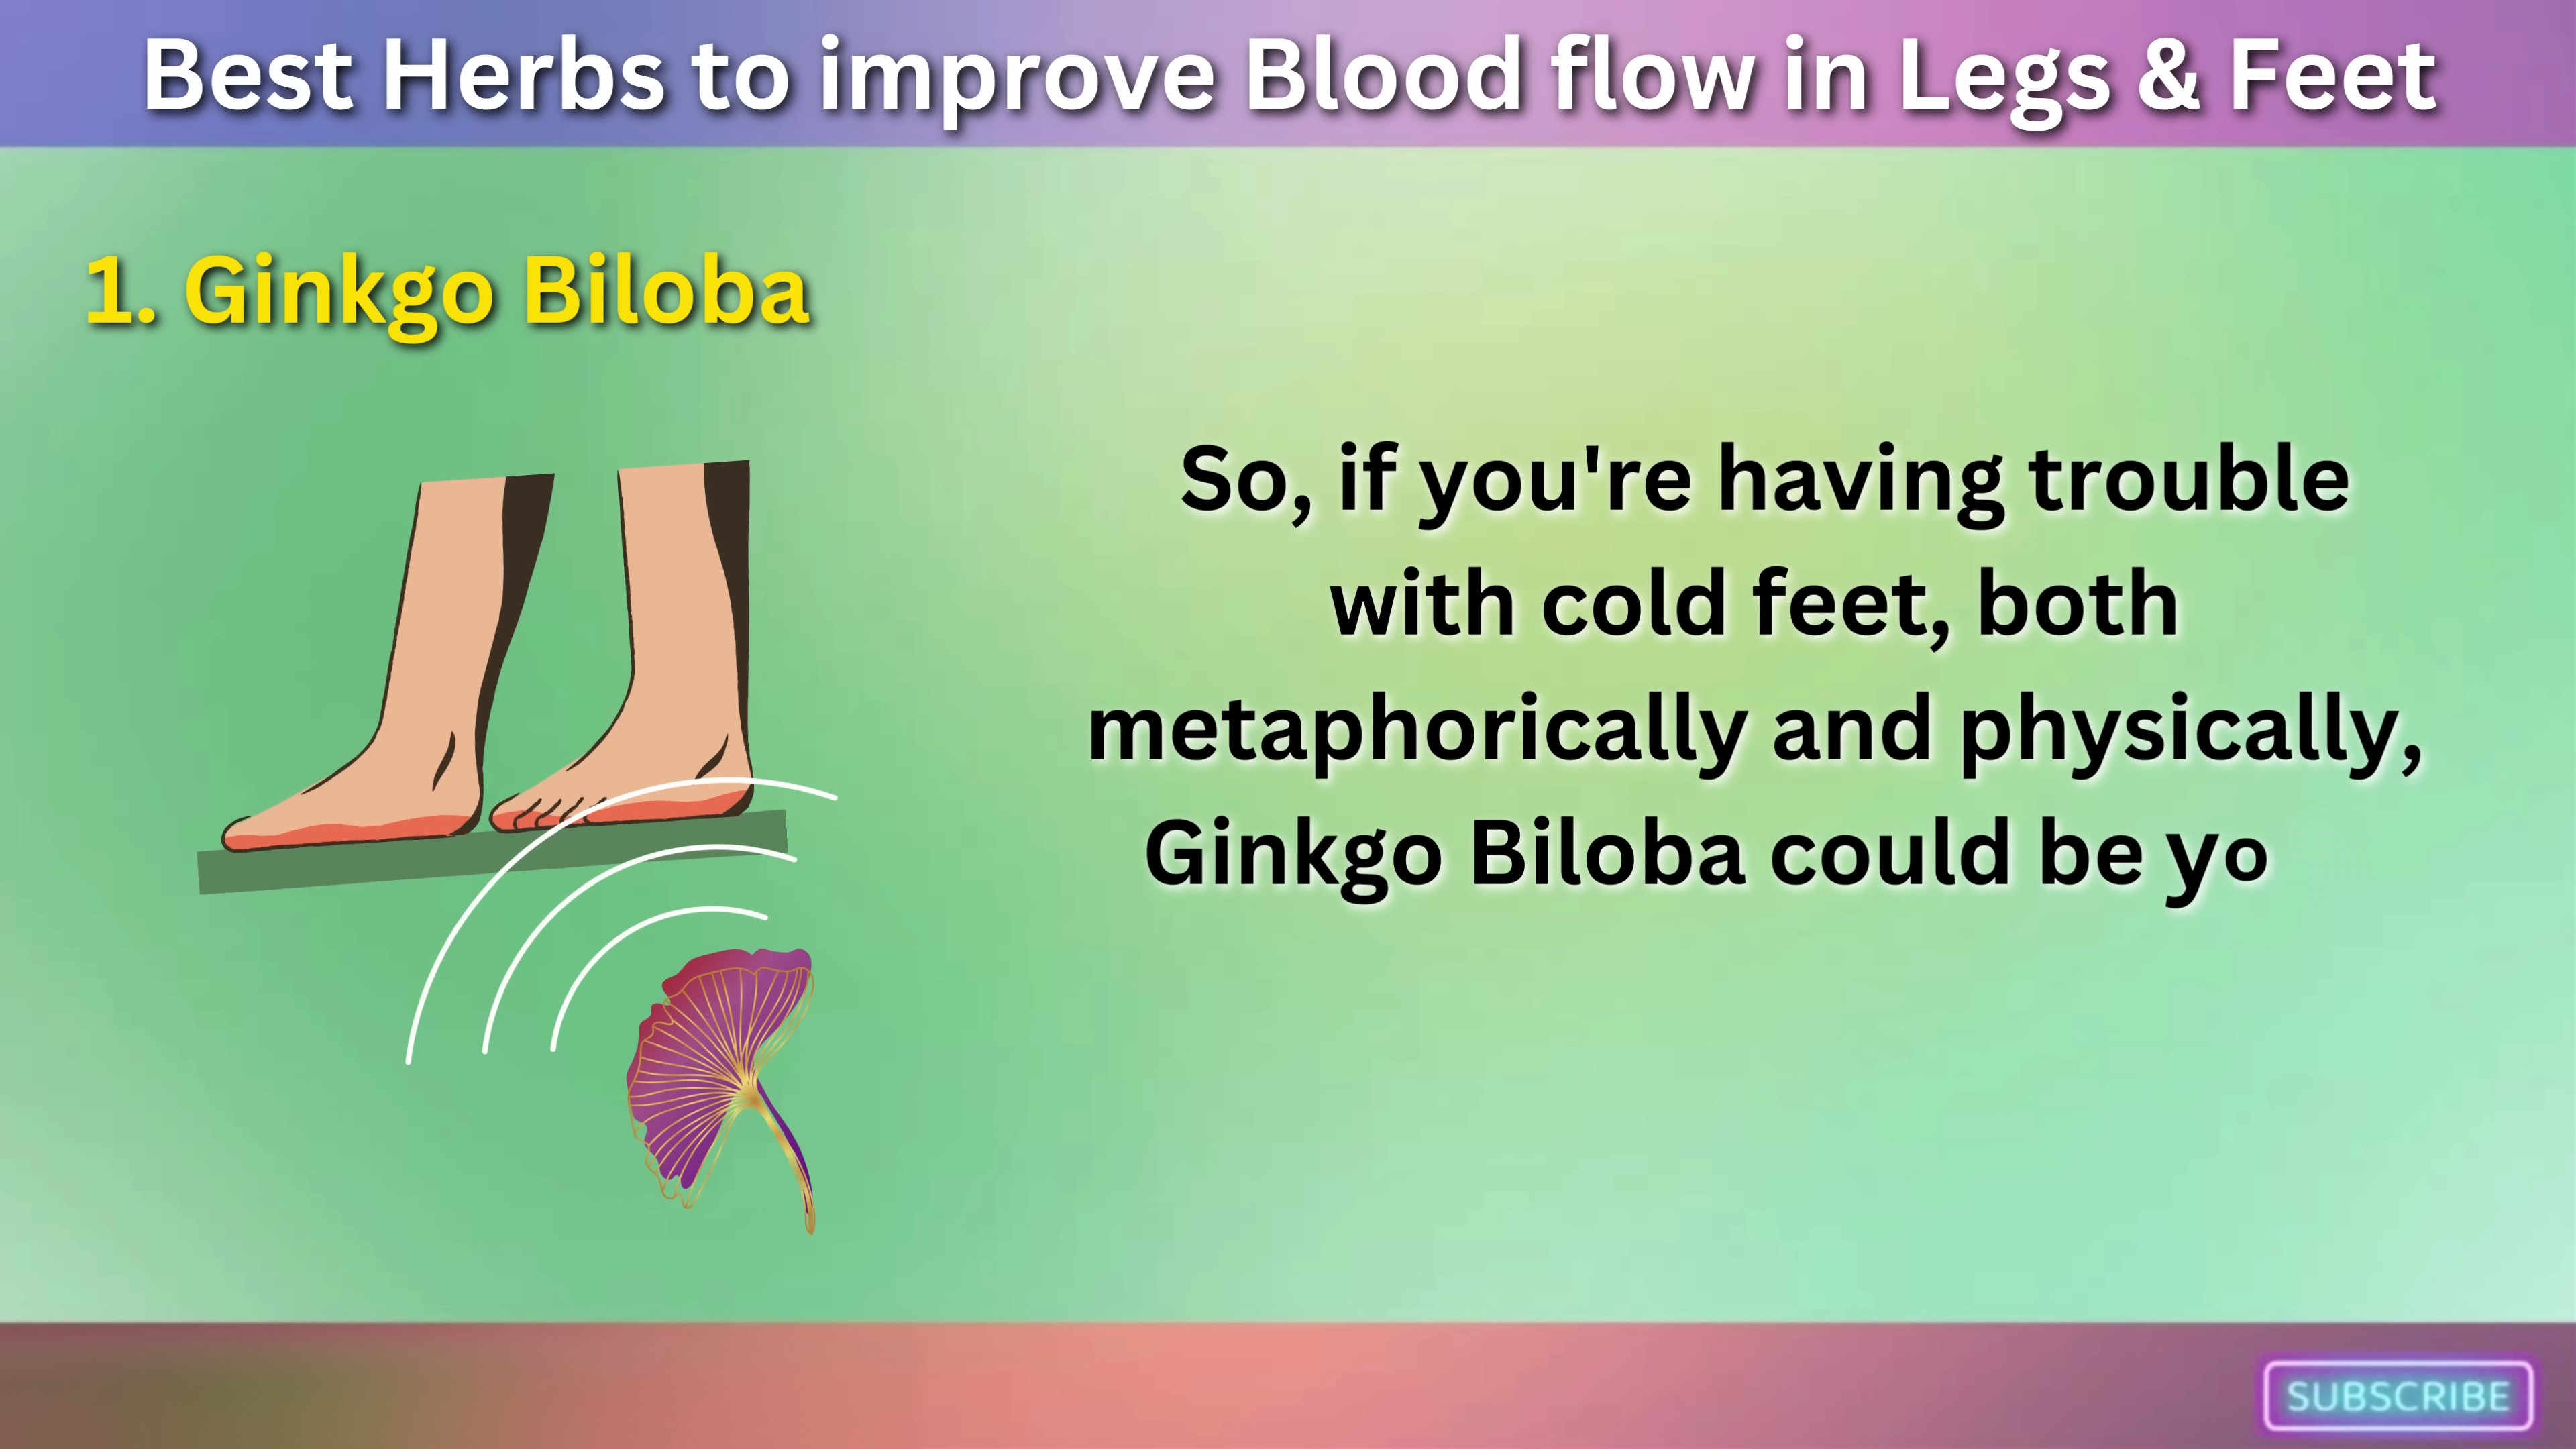 Best Herbs to improve Blood flow in Legs & Feet
1. Ginkgo Biloba
So, if you're having trouble
with cold feet, both
metaphorically and physically,
Ginkgo Biloba could be yo
SUBSCRIBE